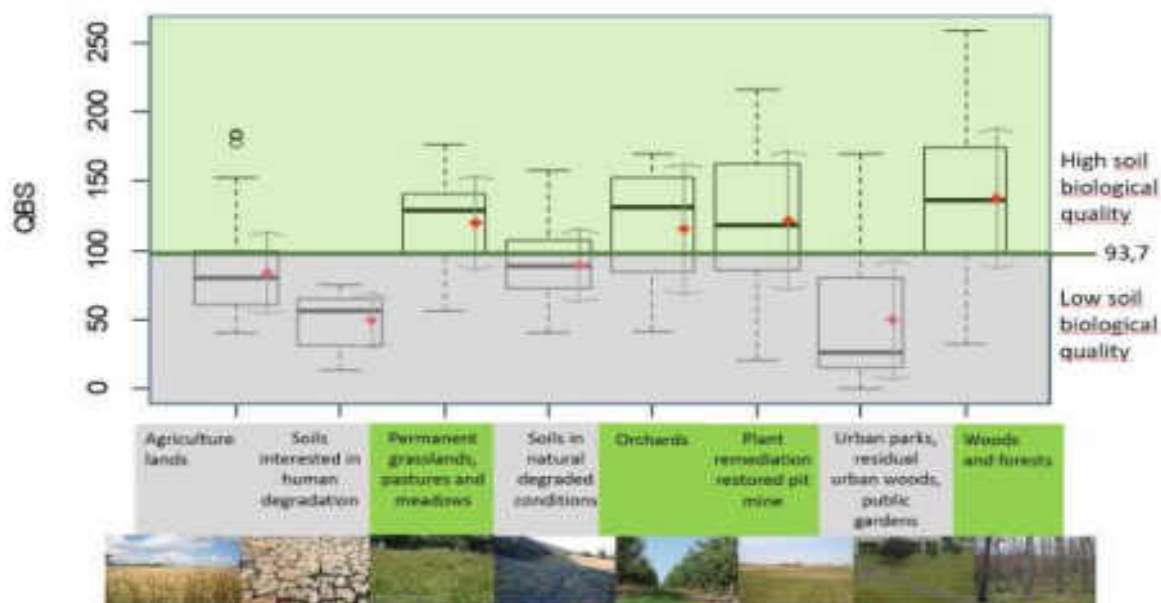 QBS
250
200
150
100
50
0
High soil
biological
quality
93,7
Low soil
biological
quality
Agriculture
lands
Soils
interested in
human
degradation
Permanent
grasslands,
pastures and
meadows
Soils in
natural
degraded
conditions
Orchards
Plant
remediation
restored pit
mine
Urban parks,
residual
urban woods,
public
gardens
Woods
and forests